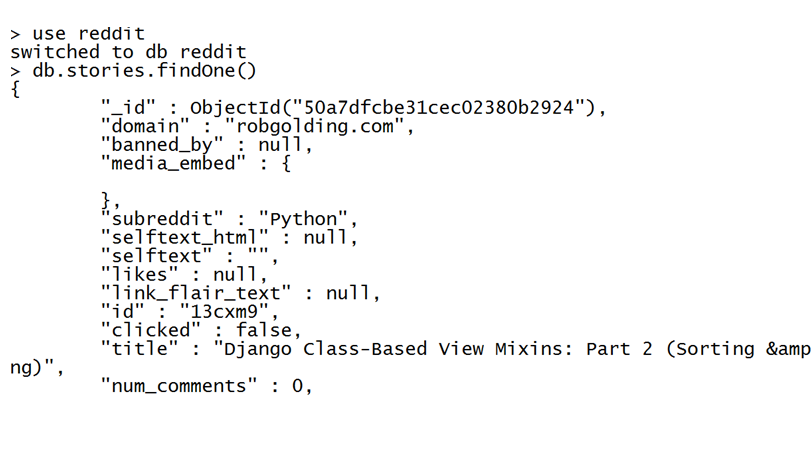 > use reddit
switched to db reddit
> db.stories.findOne()
{
"_id" : ObjectId("50a7dfcbe31cec02380b2924"),
"domain" : "robgolding.com",
"banned_by" : null,
"media_embed" : {
},
"subreddit" : "Python",
"selftext_html" : null,
"selftext" : "",
"likes" : null,
"link_flair_text" : null,
"id" : "13cxm9",
"clicked" : false,
"title" : "Django Class-Based View Mixins: Part 2 (Sorting &amp
ng)",
"num_comments" : 0,